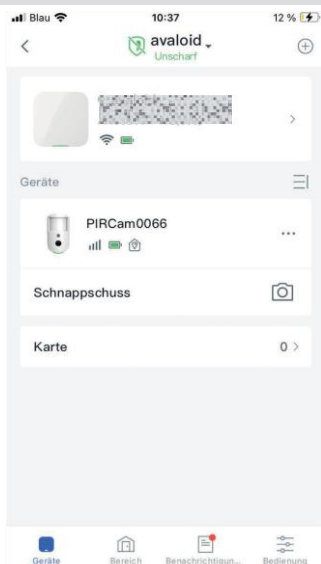 Blau 10:37 12 %
avaloid
Unscharf
Geräte
PIRCam0066
Schnappschuss
Karte 0
Geräte Bereich Benachrichtigun... Bedienung